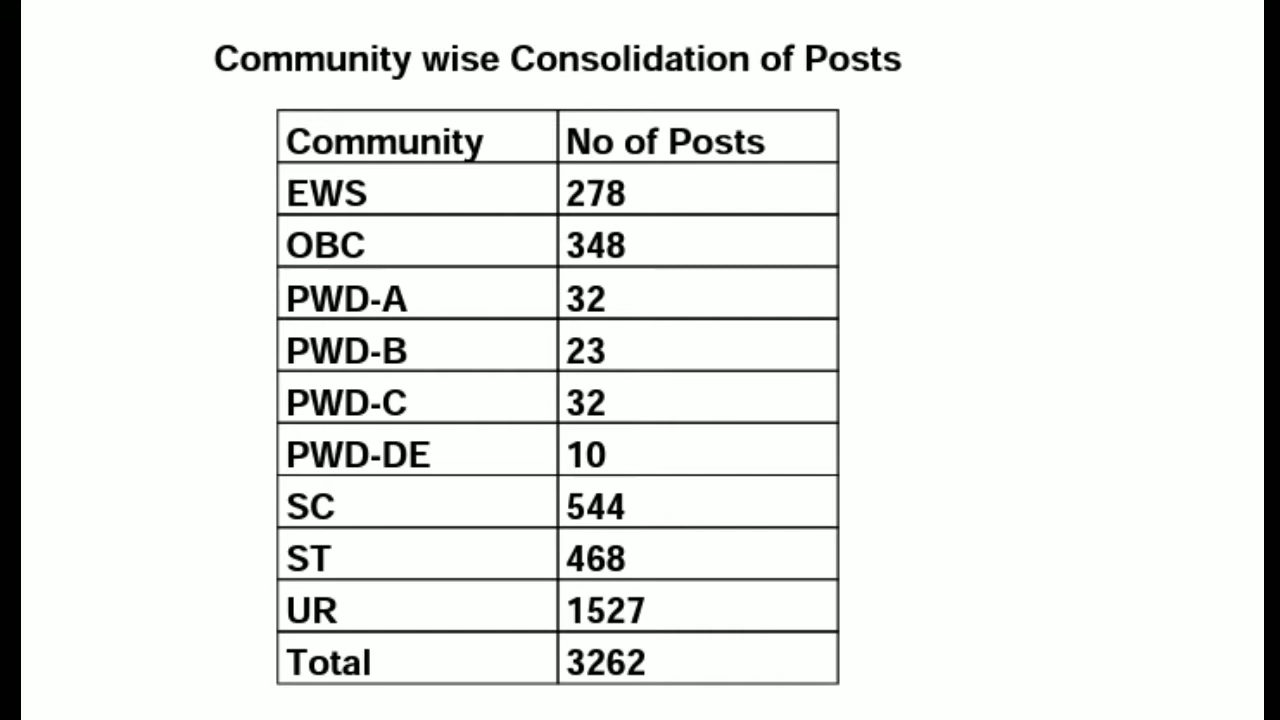 Community wise Consolidation of Posts
Community No of Posts
EWS 278
OBC 348
PWD-A 32
PWD-B 23
PWD-C 32
PWD-DE 10
SC 544
ST 468
UR 1527
Total 3262